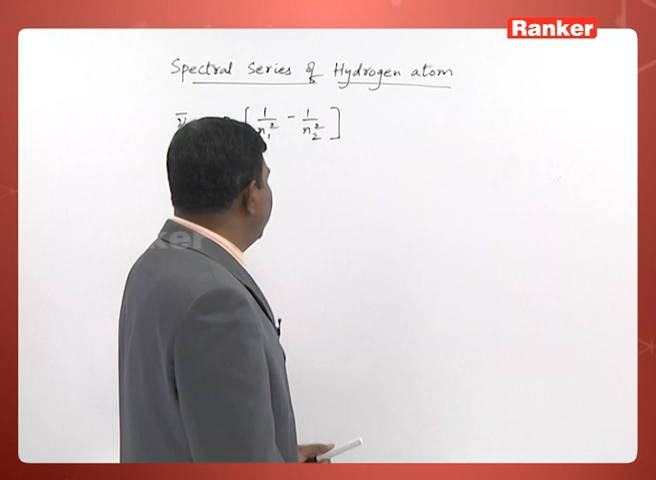 Ranker
Spectral Series of Hydrogen atom
ν̅ [ 1/n₁² − 1/n₂² ]